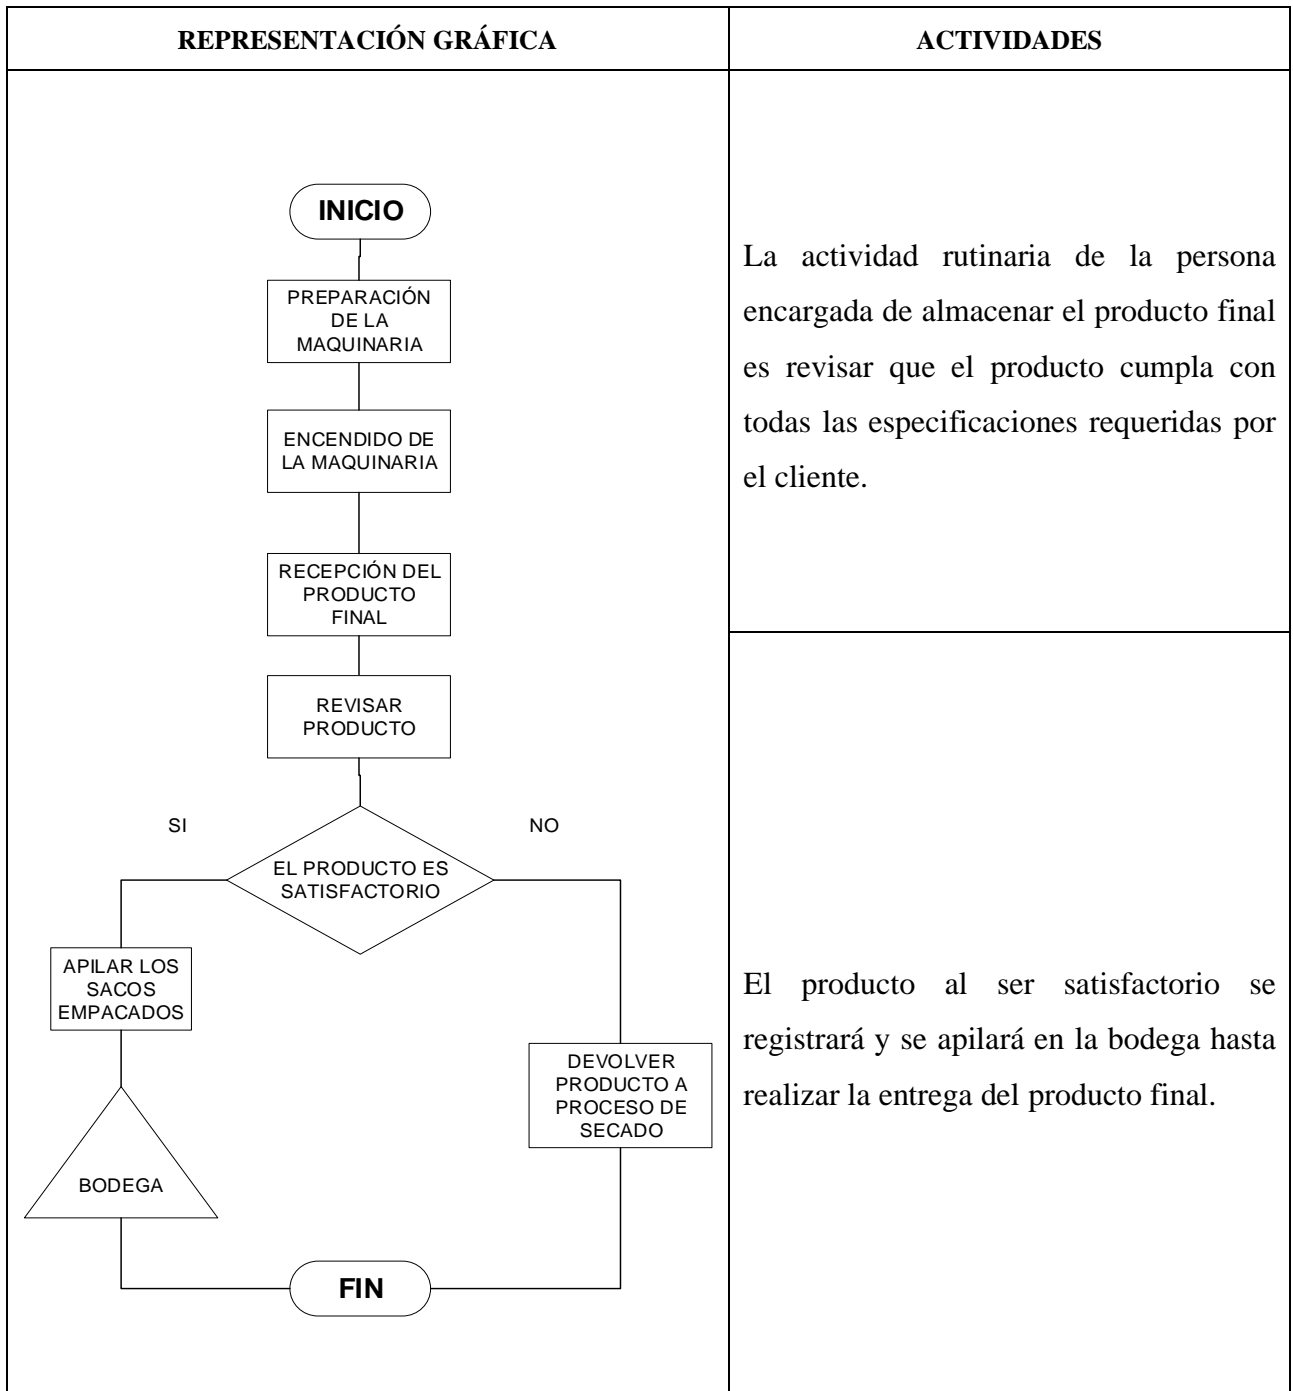 REPRESENTACIÓN GRÁFICA
ACTIVIDADES
INICIO
PREPARACIÓN
DE LA
MAQUINARIA
ENCENDIDO DE
LA MAQUINARIA
RECEPCIÓN DEL
PRODUCTO
FINAL
REVISAR
PRODUCTO
SI
NO
EL PRODUCTO ES
SATISFACTORIO
APILAR LOS
SACOS
EMPACADOS
DEVOLVER
PRODUCTO A
PROCESO DE
SECADO
BODEGA
FIN
La actividad rutinaria de la persona
encargada de almacenar el producto final
es revisar que el producto cumpla con
todas las especificaciones requeridas por
el cliente.
El producto al ser satisfactorio se
registrará y se apilará en la bodega hasta
realizar la entrega del producto final.